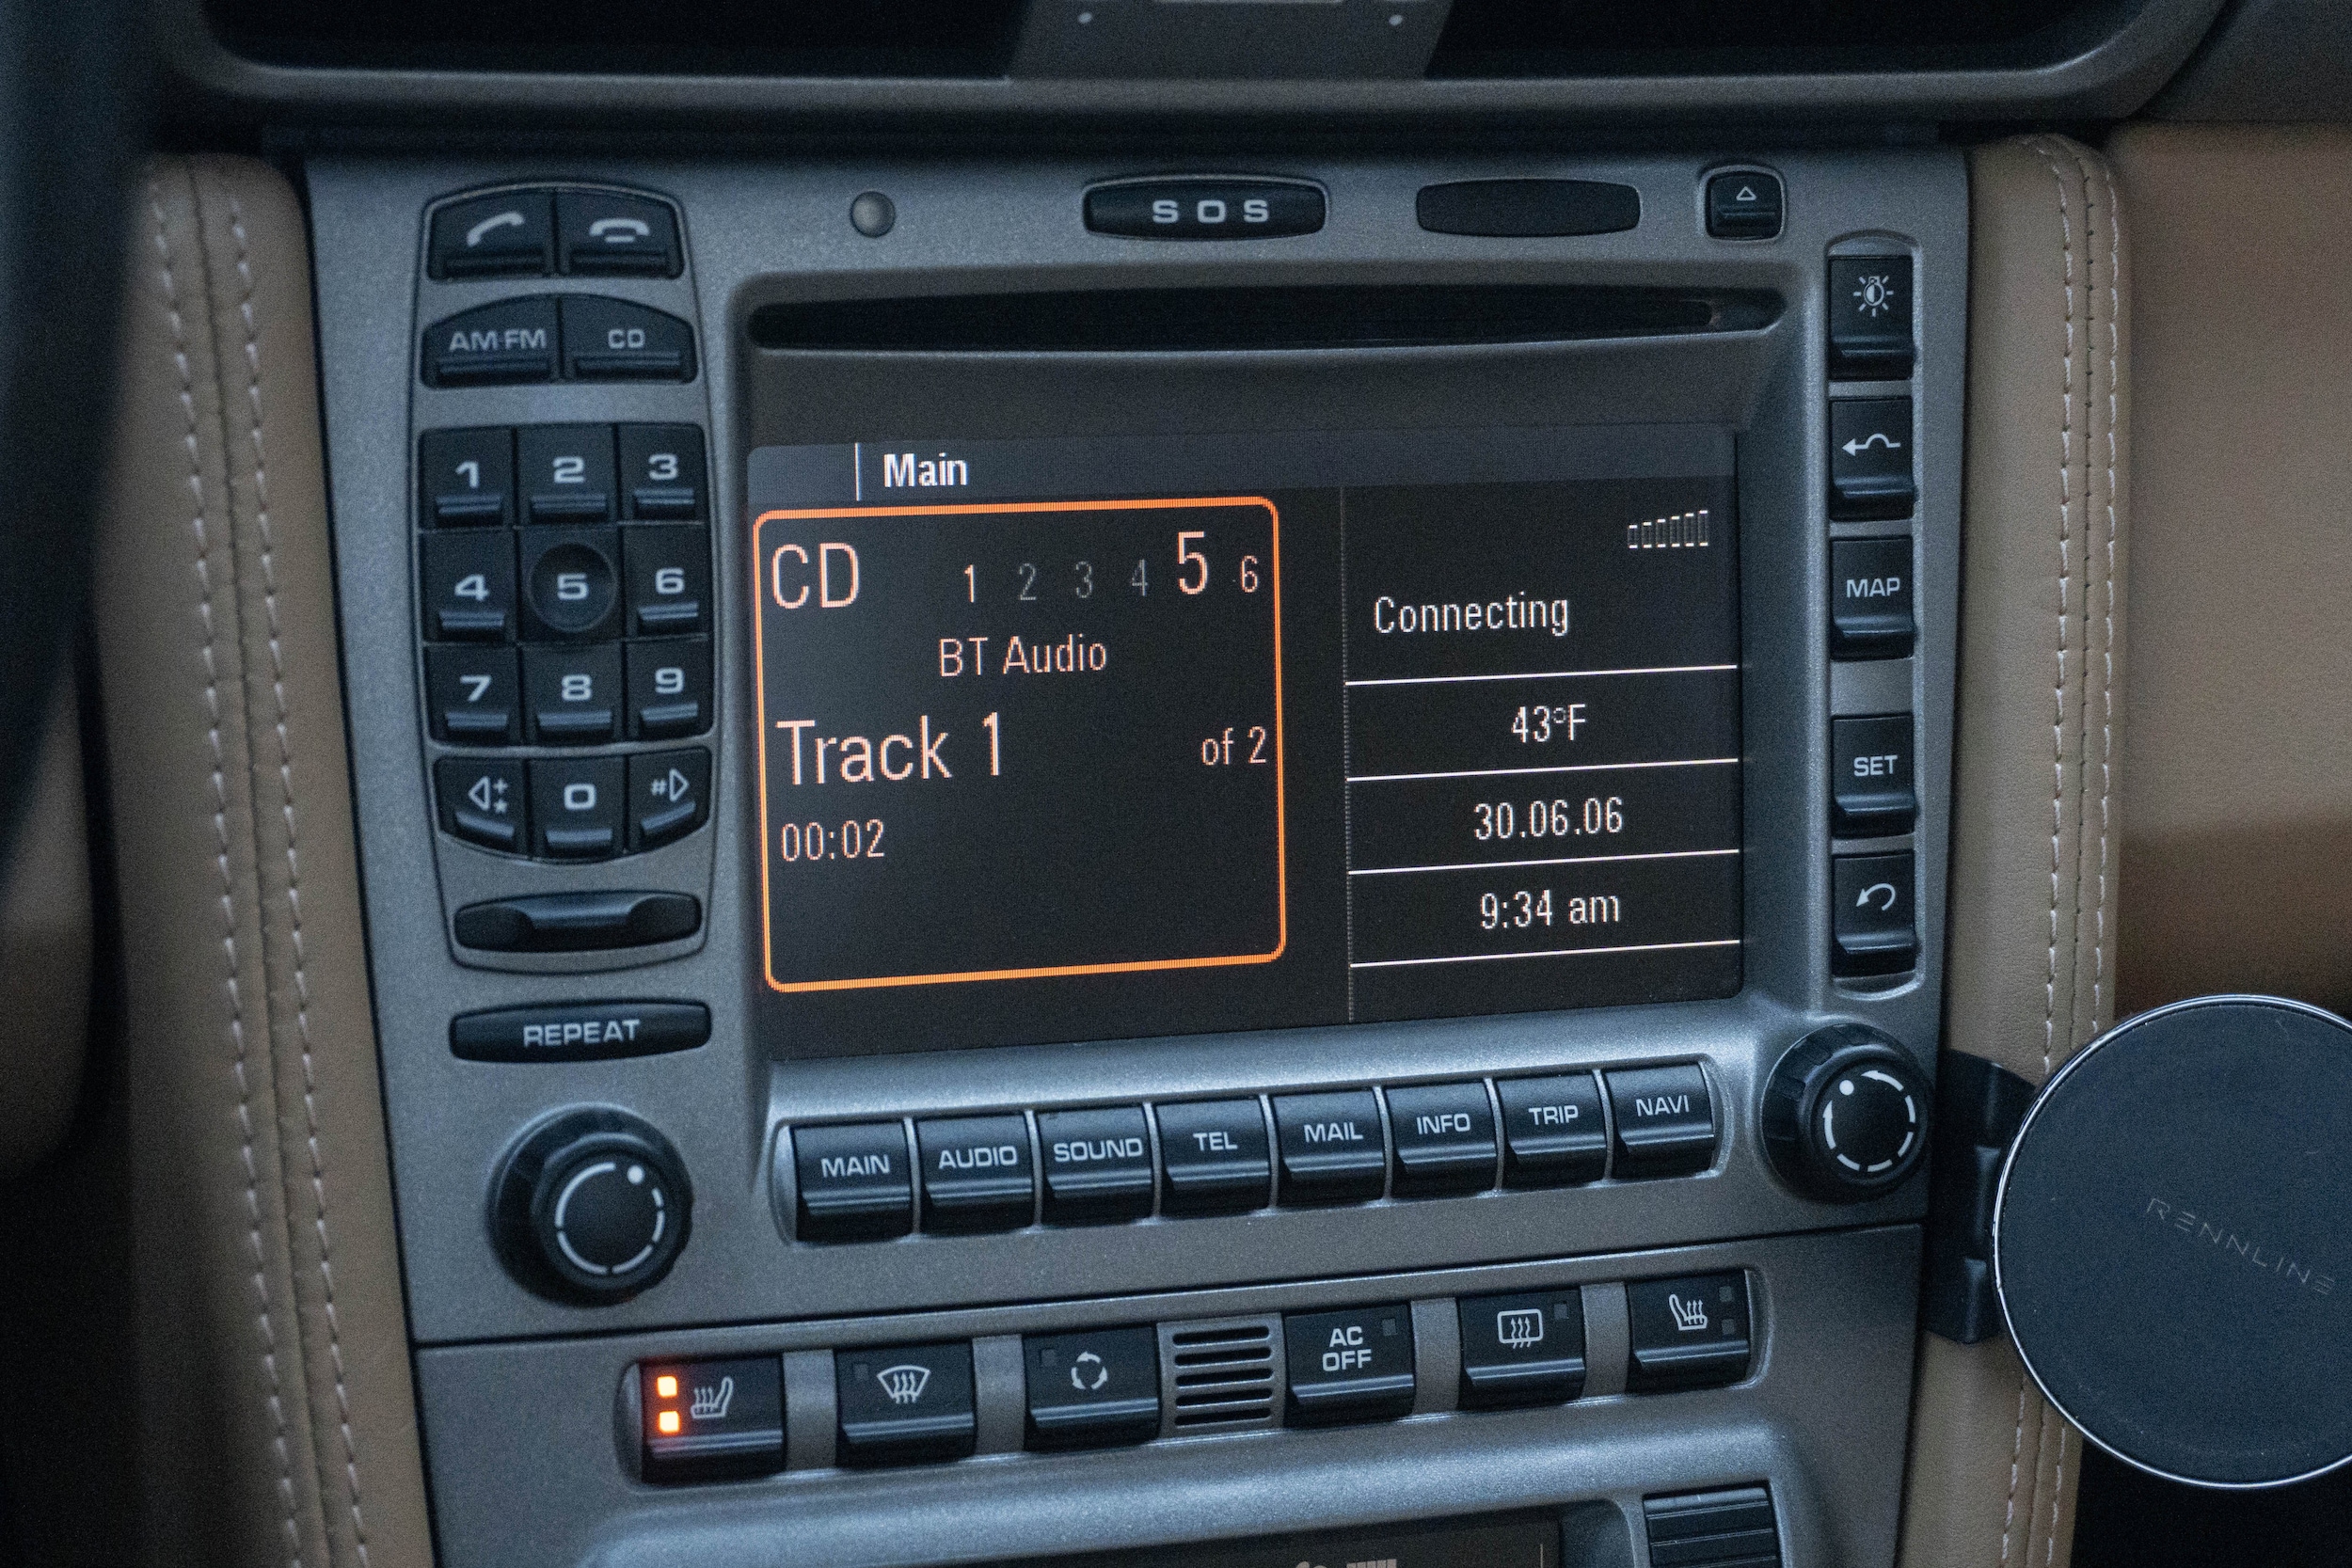 SOS
AM·FM CD
1 2 3
4 5 6
7 8 9
+
* 0 #
REPEAT
Main
CD 1 2 3 4 5 6
BT Audio
Track 1 of 2
00:02
Connecting
43°F
30.06.06
9:34 am
MAP
SET
MAIN AUDIO SOUND TEL MAIL INFO TRIP NAVI
AC
OFF
RENNLINE